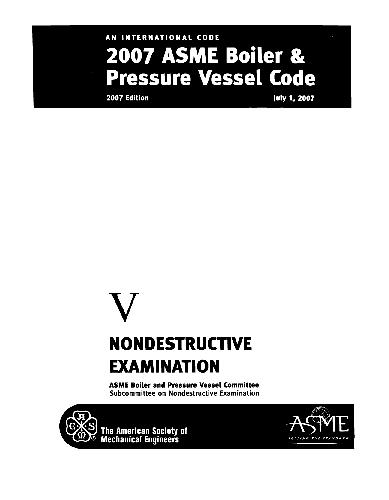 AN INTERNATIONAL CODE
2007 ASME Boiler &
Pressure Vessel Code
2007 Edition July 1, 2007
V
NONDESTRUCTIVE
EXAMINATION
ASME Boiler and Pressure Vessel Committee
Subcommittee on Nondestructive Examination
The American Society of
Mechanical Engineers
ASME